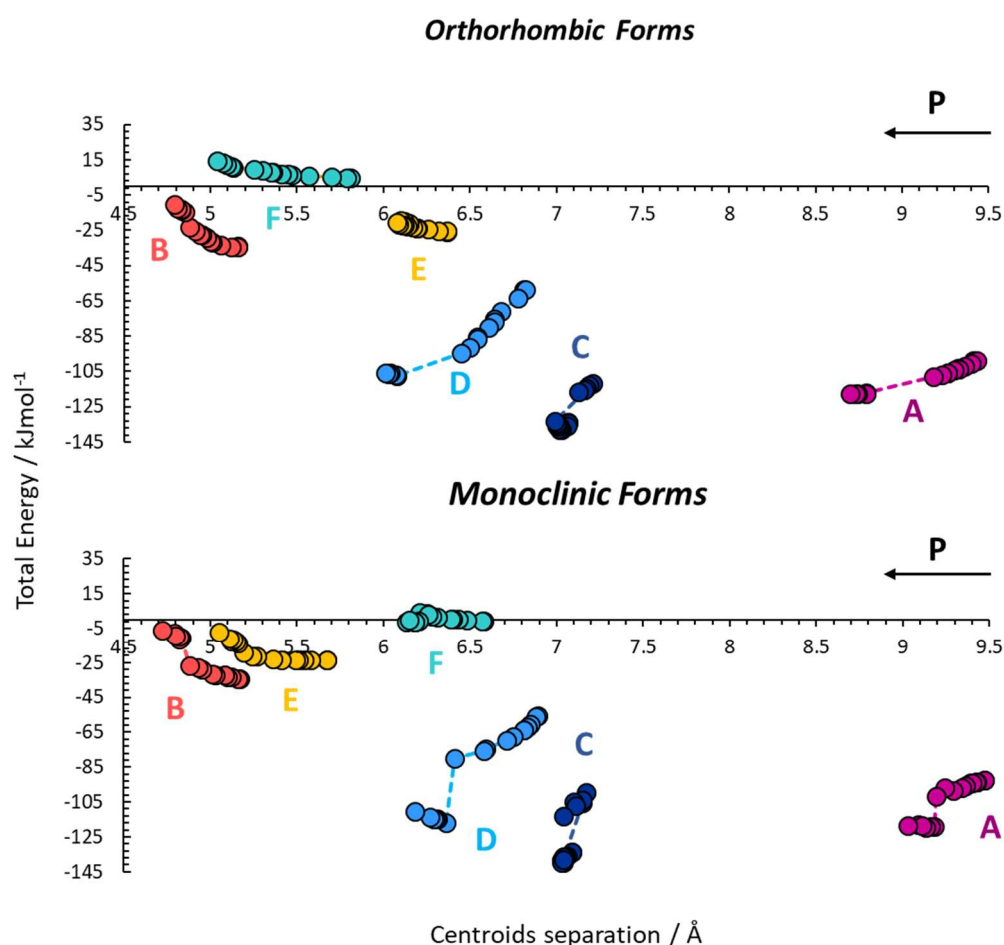 Orthorhombic Forms
P
35
15
-5
-25
-45
-65
-85
-105
-125
-145
4.5 5 5.5 6 6.5 7 7.5 8 8.5 9 9.5
F
B
E
C
D
A
Total Energy / kJmol-1
Monoclinic Forms
P
35
15
-5
-25
-45
-65
-85
-105
-125
-145
4.5 5 5.5 6 6.5 7 7.5 8 8.5 9 9.5
F
E
B
C
D
A
Centroids separation / Å